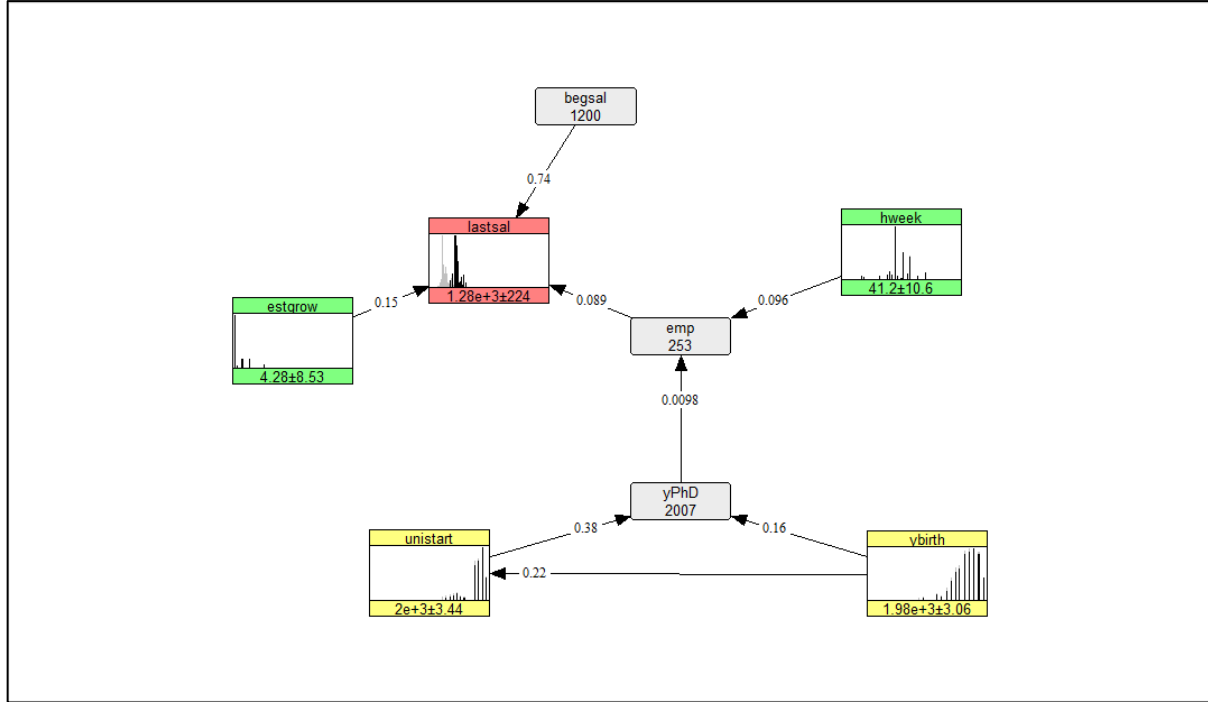 begsal
1200
0.74
lastsal
1.28e+3±224
hweek
41.2±10.6
estgrow
4.28±8.53
0.15
0.089
0.096
emp
253
0.0098
yPhD
2007
unistart
2e+3±3.44
0.38
0.16
ybirth
1.98e+3±3.06
0.22